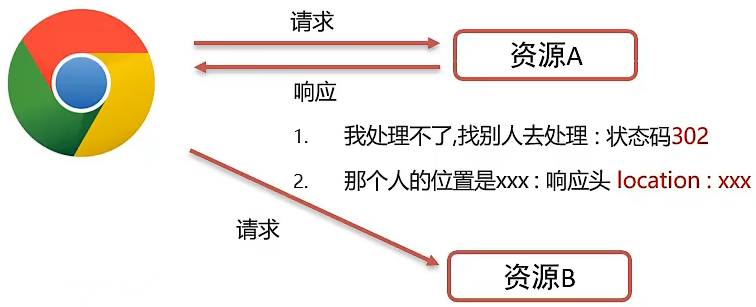 请求
资源A
响应
1. 我处理不了,找别人去处理 : 状态码302
2. 那个人的位置是xxx : 响应头 location : xxx
请求
资源B